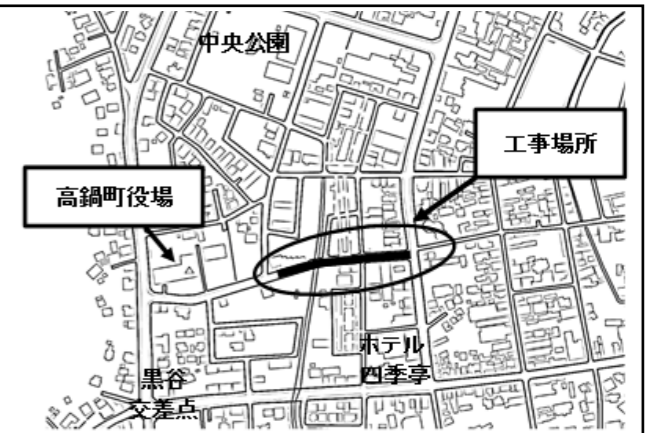 中央公園
工事場所
高鍋町役場
ホテル
四季亭
黒谷
交差点